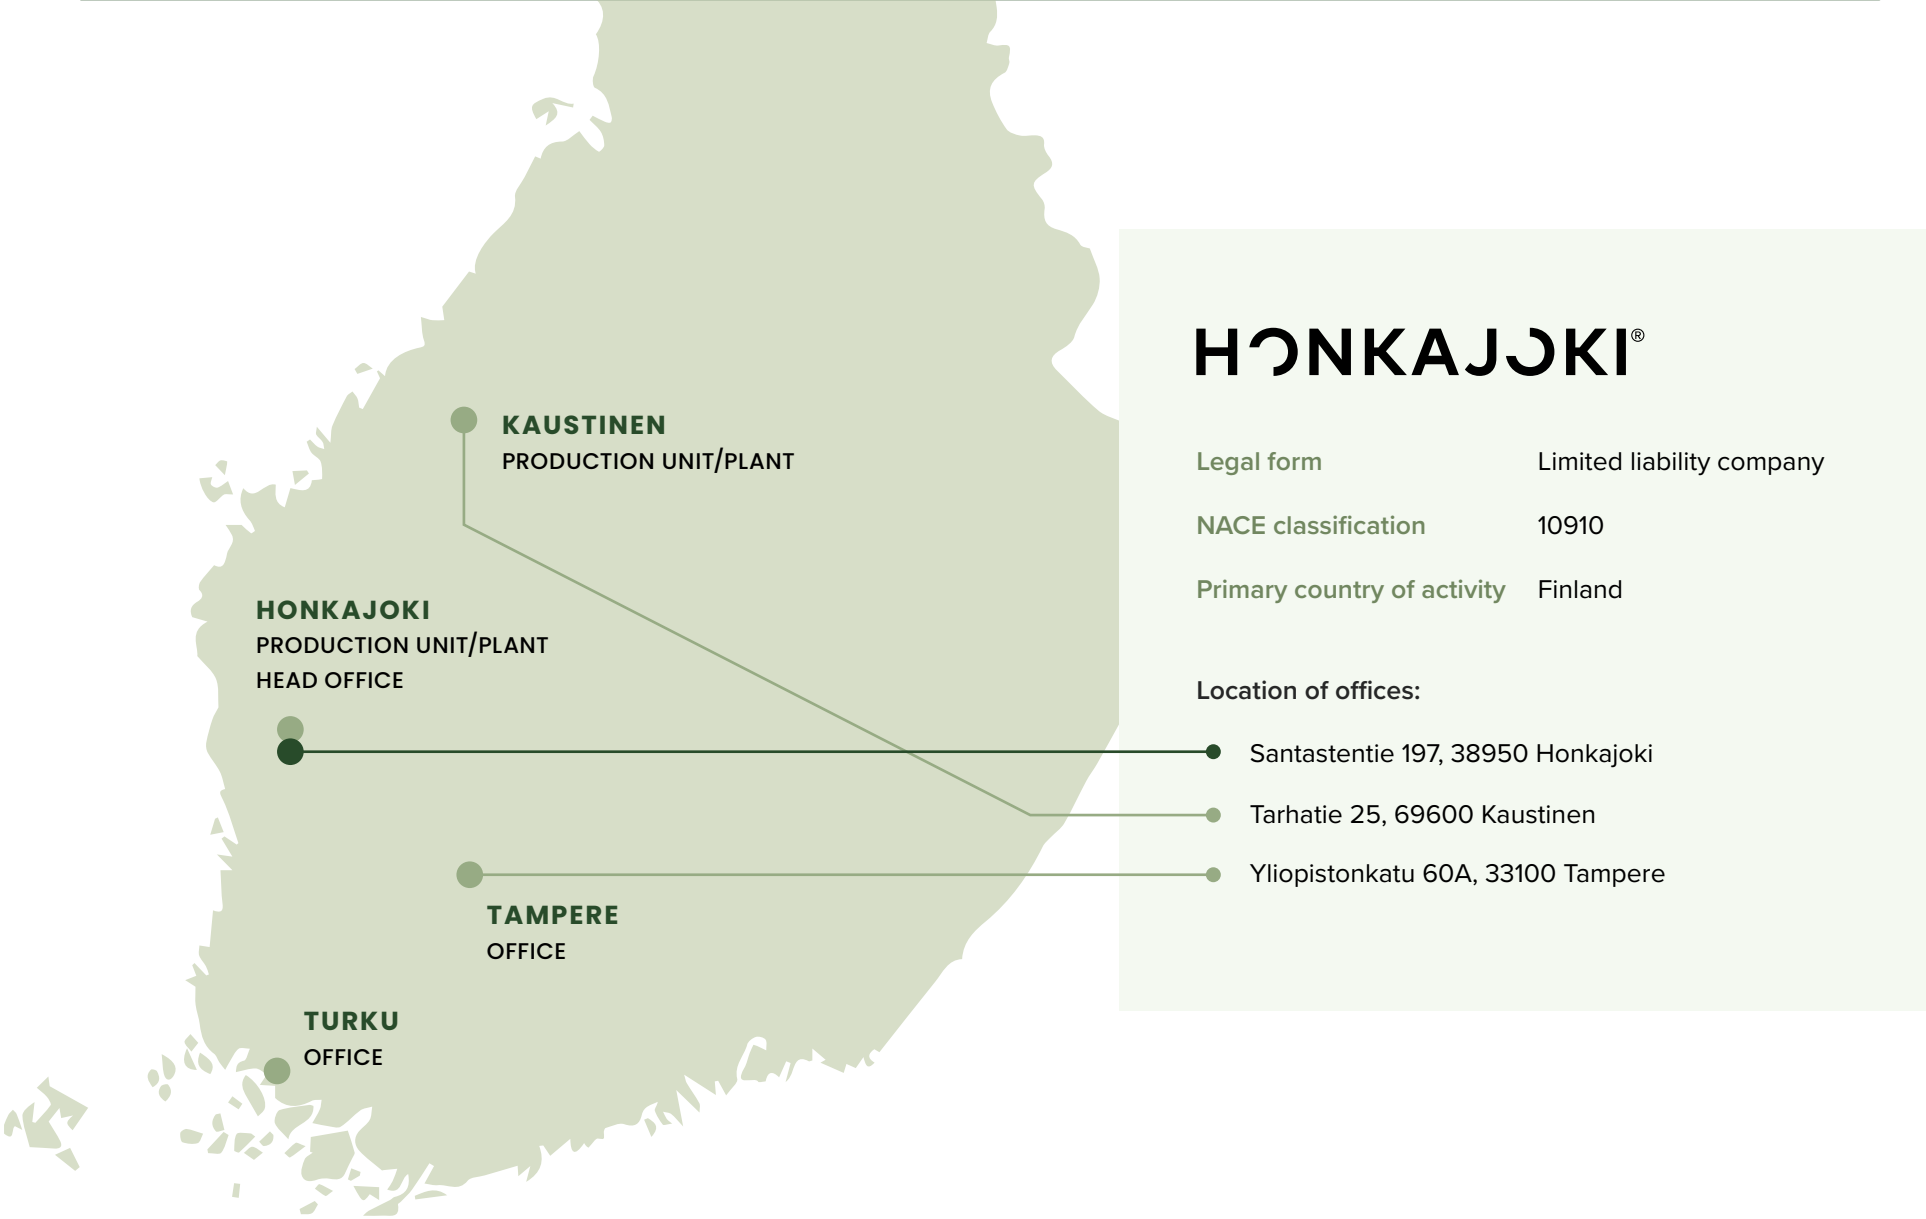 KAUSTINEN
PRODUCTION UNIT/PLANT
HONKAJOKI
PRODUCTION UNIT/PLANT
HEAD OFFICE
TAMPERE
OFFICE
TURKU
OFFICE
HONKAJOKI®
Legal form Limited liability company
NACE classification 10910
Primary country of activity Finland
Location of offices:
Santastentie 197, 38950 Honkajoki
Tarhatie 25, 69600 Kaustinen
Yliopistonkatu 60A, 33100 Tampere